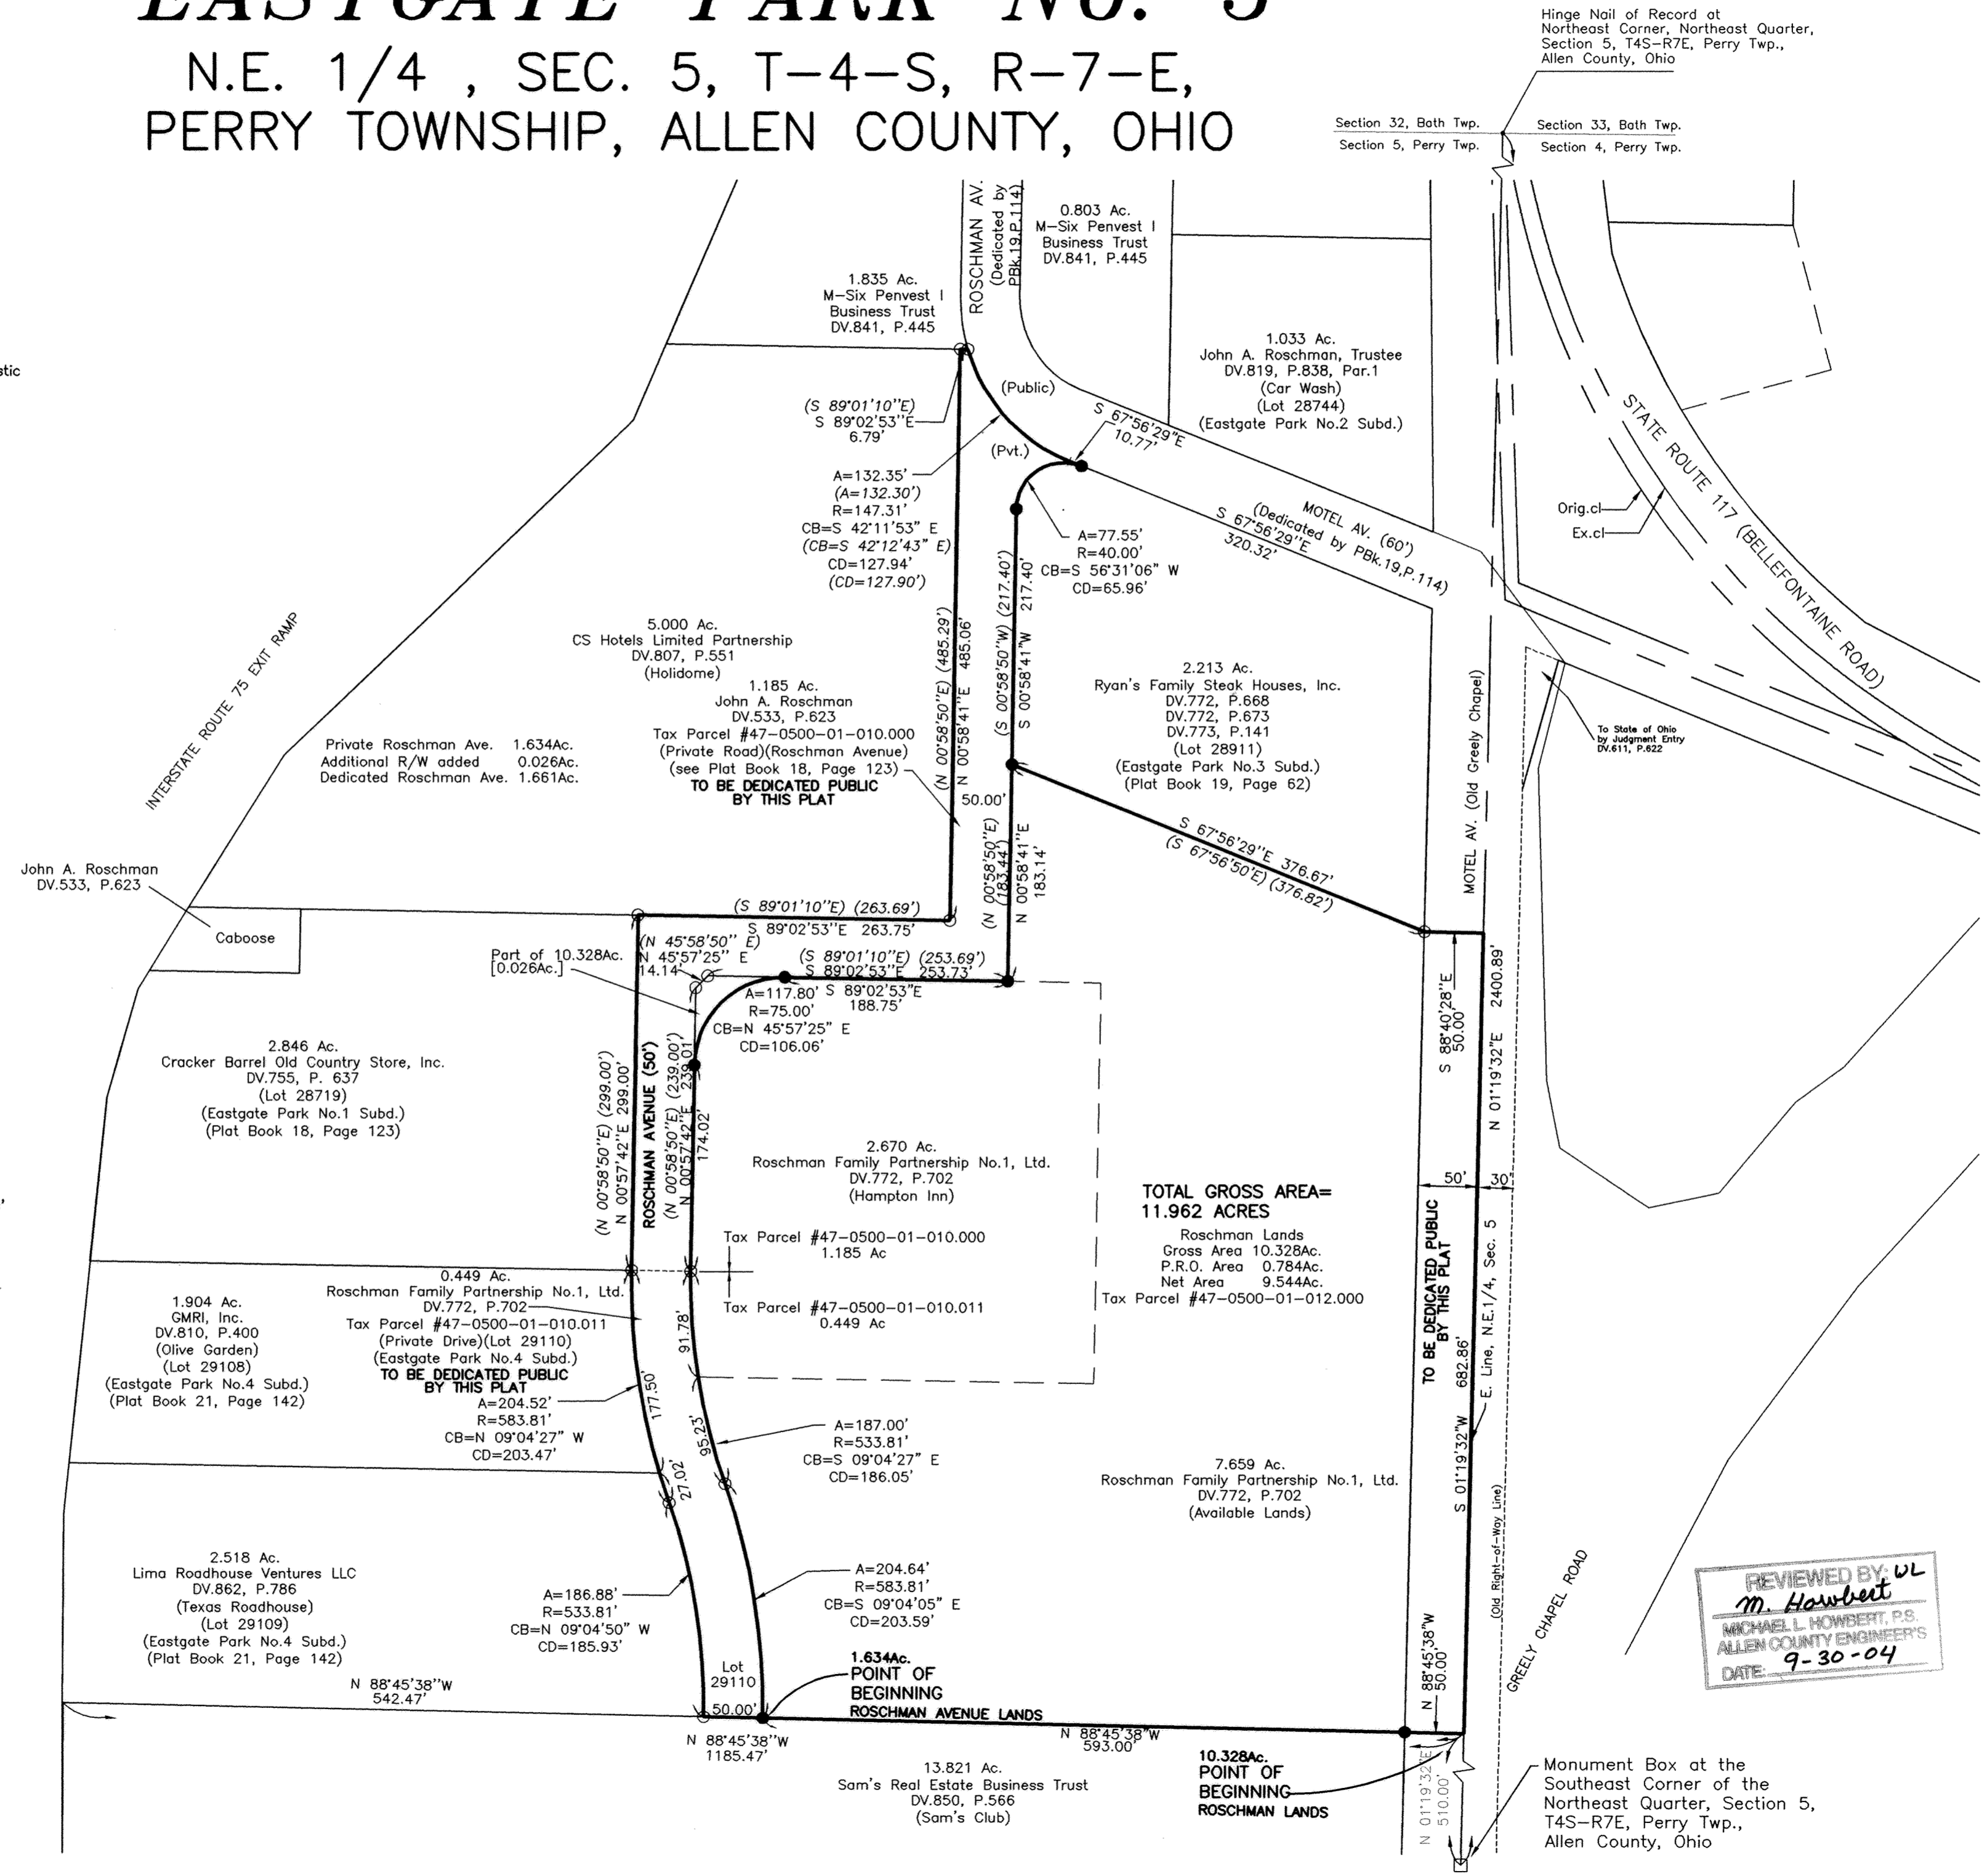 EASTGATE PARK NO. 5
N.E. 1/4 , SEC. 5, T-4-S, R-7-E,
PERRY TOWNSHIP, ALLEN COUNTY, OHIO
Hinge Nail of Record at
Northeast Corner, Northeast Quarter,
Section 5, T4S-R7E, Perry Twp.,
Allen County, Ohio
Section 32, Bath Twp.
Section 33, Bath Twp.
Section 5, Perry Twp.
Section 4, Perry Twp.
stic
ROSCHMAN AV.
(Dedicated by
PBk.19,P.114)
0.803 Ac.
M-Six Penvest I
Business Trust
DV.841, P.445
1.835 Ac.
M-Six Penvest I
Business Trust
DV.841, P.445
1.033 Ac.
John A. Roschman, Trustee
DV.819, P.838, Par.1
(Car Wash)
(Lot 28744)
(Eastgate Park No.2 Subd.)
(Public)
(Pvt.)
S 67°56'29"E
10.77'
(S 89°01'10"E)
S 89°02'53"E
6.79'
A=132.35'
(A=132.30')
R=147.31'
CB=S 42°11'53" E
(CB=S 42°12'43" E)
CD=127.94'
(CD=127.90')
A=77.55'
R=40.00'
CB=S 56°31'06" W
CD=65.96'
MOTEL AV. (60')
(Dedicated by PBk.19,P.114)
S 67°56'29"E
320.32'
STATE ROUTE 117 (BELLEFONTAINE ROAD)
Orig.cl
Ex.cl
INTERSTATE ROUTE 75 EXIT RAMP
5.000 Ac.
CS Hotels Limited Partnership
DV.807, P.551
(Holidome)
1.185 Ac.
John A. Roschman
DV.533, P.623
Tax Parcel #47-0500-01-010.000
(Private Road)(Roschman Avenue)
(see Plat Book 18, Page 123)
TO BE DEDICATED PUBLIC
BY THIS PLAT
Private Roschman Ave. 1.634Ac.
Additional R/W added 0.026Ac.
Dedicated Roschman Ave. 1.661Ac.
(N 00°58'50"E) (485.29')
N 00°58'41"E 485.06'
(S 00°58'50"W) (217.40')
S 00°58'41"W 217.40'
50.00'
(N 00°58'50"E)
(183.44')
N 00°58'41"E
183.14'
2.213 Ac.
Ryan's Family Steak Houses, Inc.
DV.772, P.668
DV.772, P.673
DV.773, P.141
(Lot 28911)
(Eastgate Park No.3 Subd.)
(Plat Book 19, Page 62)
S 67°56'29"E 376.67'
(S 67°56'50"E) (376.82')
MOTEL AV. (Old Greely Chapel)
To State of Ohio
by Judgment Entry
DV.611, P.622
John A. Roschman
DV.533, P.623
Caboose
(S 89°01'10"E) (263.69')
S 89°02'53"E 263.75'
(N 45°58'50" E)
N 45°57'25" E
14.14'
Part of 10.328Ac.
[0.026Ac.]
(S 89°01'10"E) (253.69')
S 89°02'53"E 253.73'
S 89°02'53"E
188.75'
A=117.80'
R=75.00'
CB=N 45°57'25" E
CD=106.06'
S 88°40'28"E
50.00'
N 01°19'32"E 2400.89'
2.846 Ac.
Cracker Barrel Old Country Store, Inc.
DV.755, P. 637
(Lot 28719)
(Eastgate Park No.1 Subd.)
(Plat Book 18, Page 123)
(N 00°58'50"E) (299.00')
N 00°57'42"E 299.00'
ROSCHMAN AVENUE (50')
(N 00°58'50"E) (239.00')
N 00°57'42"E 239.01'
174.02'
2.670 Ac.
Roschman Family Partnership No.1, Ltd.
DV.772, P.702
(Hampton Inn)
Tax Parcel #47-0500-01-010.000
1.185 Ac
Tax Parcel #47-0500-01-010.011
0.449 Ac
TOTAL GROSS AREA=
11.962 ACRES
Roschman Lands
Gross Area 10.328Ac.
P.R.O. Area 0.784Ac.
Net Area 9.544Ac.
Tax Parcel #47-0500-01-012.000
50'
30'
TO BE DEDICATED PUBLIC
BY THIS PLAT
S 01°19'32"W 682.86'
E. Line, N.E.1/4, Sec. 5
(Old Right-of-Way Line)
0.449 Ac.
Roschman Family Partnership No.1, Ltd.
DV.772, P.702
Tax Parcel #47-0500-01-010.011
(Private Drive)(Lot 29110)
(Eastgate Park No.4 Subd.)
TO BE DEDICATED PUBLIC
BY THIS PLAT
A=204.52'
R=583.81'
CB=N 09°04'27" W
CD=203.47'
1.904 Ac.
GMRI, Inc.
DV.810, P.400
(Olive Garden)
(Lot 29108)
(Eastgate Park No.4 Subd.)
(Plat Book 21, Page 142)
91.78'
177.50'
95.23'
27.02'
A=187.00'
R=533.81'
CB=S 09°04'27" E
CD=186.05'
7.659 Ac.
Roschman Family Partnership No.1, Ltd.
DV.772, P.702
(Available Lands)
2.518 Ac.
Lima Roadhouse Ventures LLC
DV.862, P.786
(Texas Roadhouse)
(Lot 29109)
(Eastgate Park No.4 Subd.)
(Plat Book 21, Page 142)
A=186.88'
R=533.81'
CB=N 09°04'50" W
CD=185.93'
A=204.64'
R=583.81'
CB=S 09°04'05" E
CD=203.59'
Lot
29110
50.00'
1.634Ac.
POINT OF
BEGINNING
ROSCHMAN AVENUE LANDS
N 88°45'38"W
542.47'
N 88°45'38"W
1185.47'
N 88°45'38"W
593.00'
N 88°45'38"W
50.00'
GREELY CHAPEL ROAD
REVIEWED BY: WL
M. Howbert
MICHAEL L. HOWBERT, P.S.
ALLEN COUNTY ENGINEER'S
DATE: 9-30-04
13.821 Ac.
Sam's Real Estate Business Trust
DV.850, P.566
(Sam's Club)
10.328Ac.
POINT OF
BEGINNING
ROSCHMAN LANDS
N 01°19'32"E
510.00'
Monument Box at the
Southeast Corner of the
Northeast Quarter, Section 5,
T4S-R7E, Perry Twp.,
Allen County, Ohio